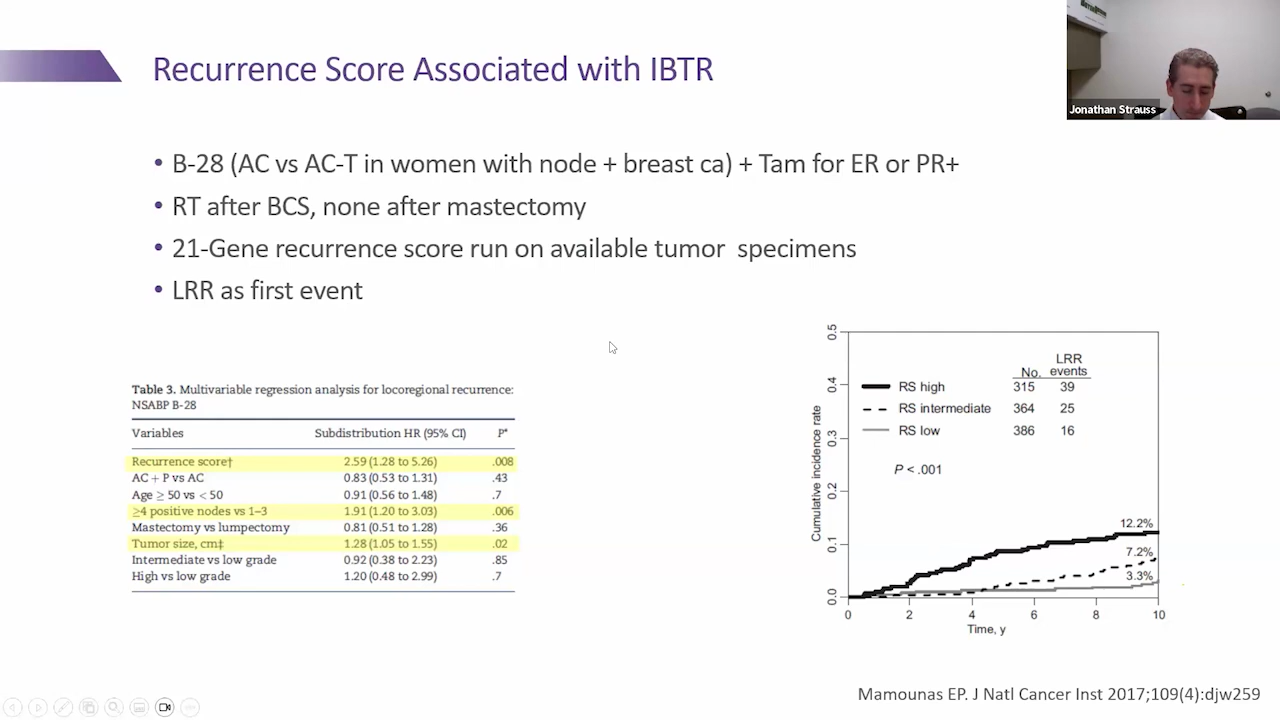 Recurrence Score Associated with IBTR
Jonathan Strauss
• B-28 (AC vs AC-T in women with node + breast ca) + Tam for ER or PR+
• RT after BCS, none after mastectomy
• 21-Gene recurrence score run on available tumor specimens
• LRR as first event
Table 3. Multivariable regression analysis for locoregional recurrence:
NSABP B-28
Variables Subdistribution HR (95% CI) P*
Recurrence score† 2.59 (1.28 to 5.26) .008
AC + P vs AC 0.83 (0.53 to 1.31) .43
Age ≥ 50 vs < 50 0.91 (0.56 to 1.48) .7
≥4 positive nodes vs 1–3 1.91 (1.20 to 3.03) .006
Mastectomy vs lumpectomy 0.81 (0.51 to 1.28) .36
Tumor size, cm‡ 1.28 (1.05 to 1.55) .02
Intermediate vs low grade 0.92 (0.38 to 2.23) .85
High vs low grade 1.20 (0.48 to 2.99) .7
Cumulative incidence rate
0.5
0.4
0.3
0.2
0.1
0.0
LRR
No. events
RS high 315 39
RS intermediate 364 25
RS low 386 16
P < .001
12.2%
7.2%
3.3%
0 2 4 6 8 10
Time, y
Mamounas EP. J Natl Cancer Inst 2017;109(4):djw259